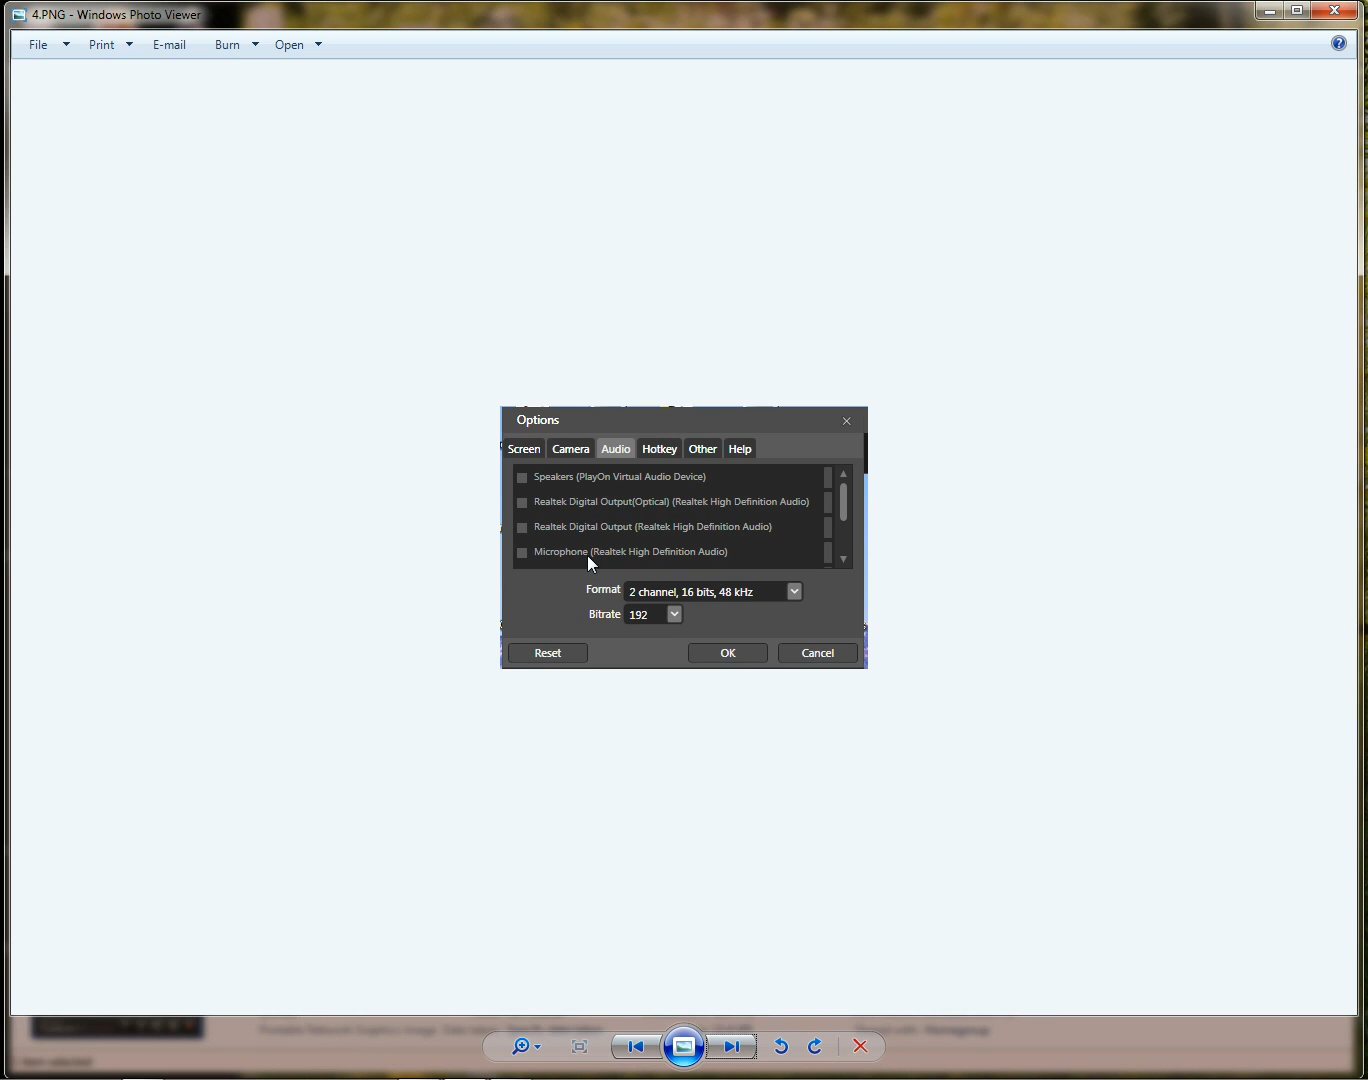 4.PNG - Windows Photo Viewer
File Print E-mail Burn Open
Options
Screen Camera Audio Hotkey Other Help
Speakers (PlayOn Virtual Audio Device)
Realtek Digital Output(Optical) (Realtek High Definition Audio)
Realtek Digital Output (Realtek High Definition Audio)
Microphone (Realtek High Definition Audio)
Format 2 channel, 16 bits, 48 kHz
Bitrate 192
Reset OK Cancel